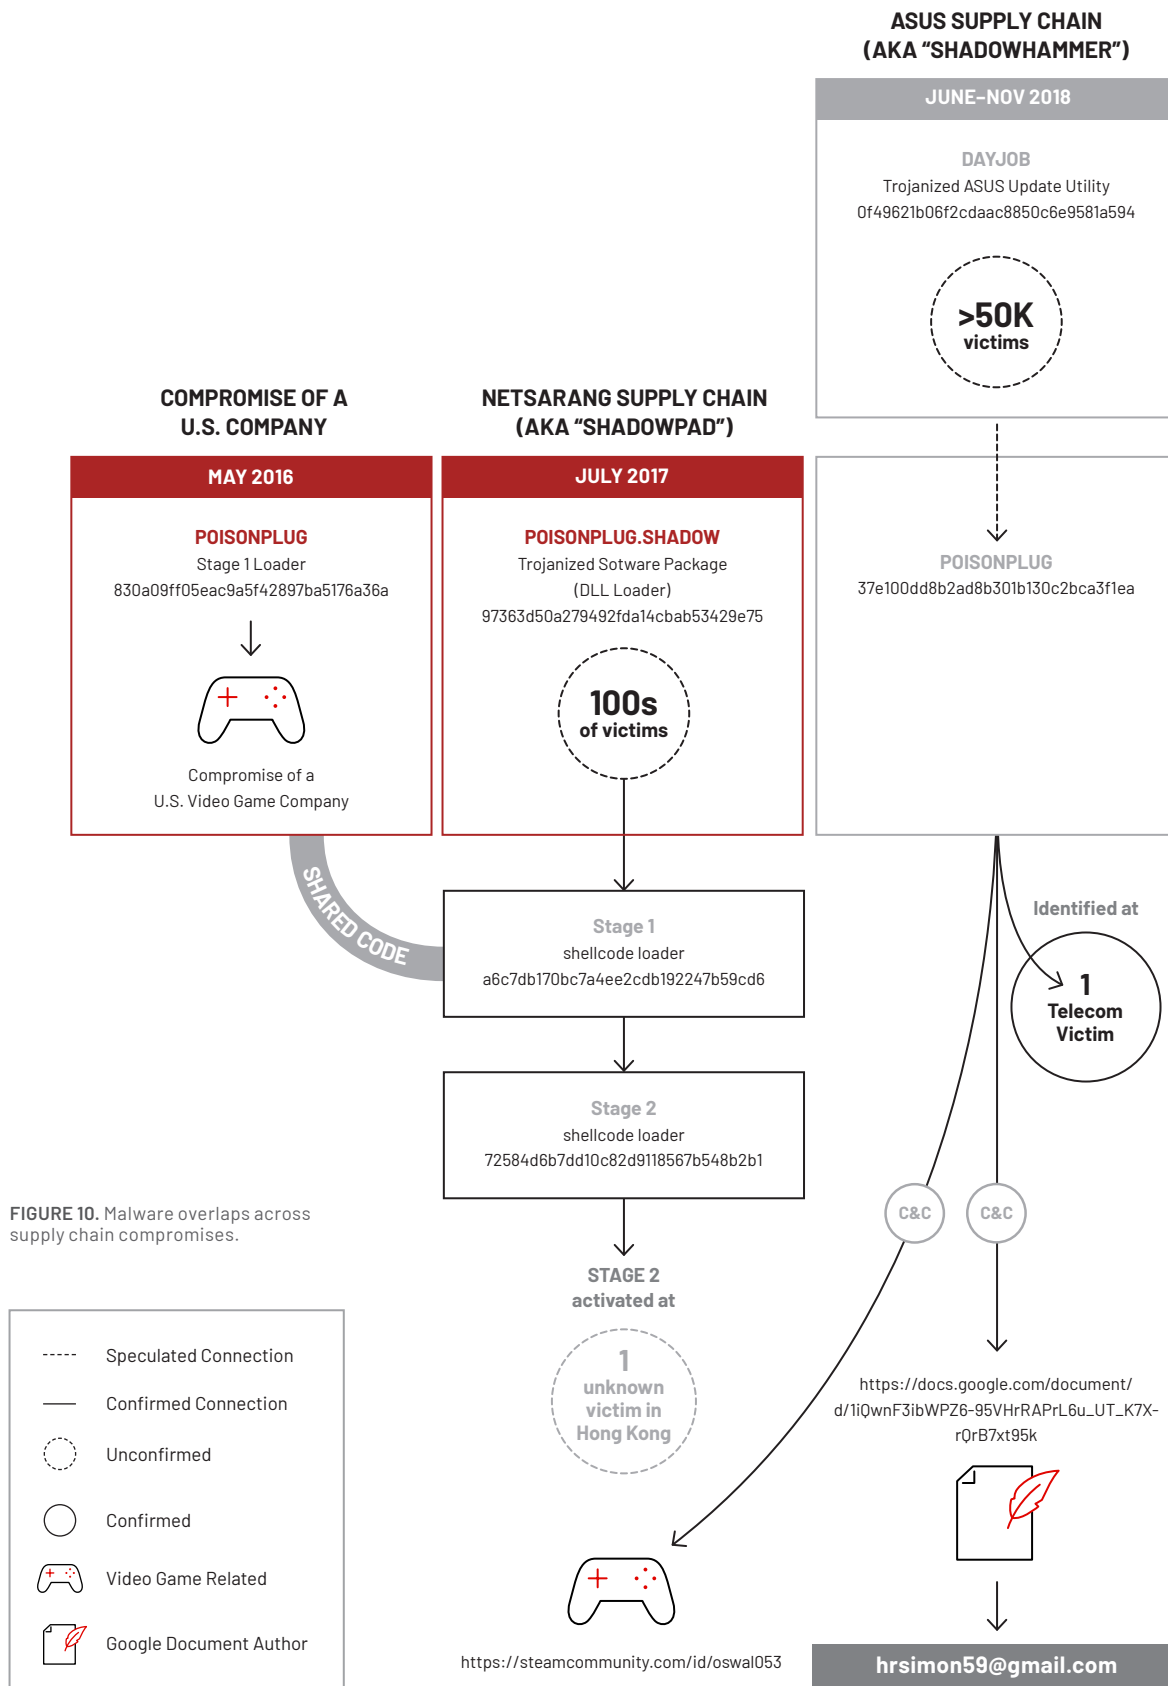 ASUS SUPPLY CHAIN
(AKA “SHADOWHAMMER”)
JUNE–NOV 2018
DAYJOB
Trojanized ASUS Update Utility
0f49621b06f2cdaac8850c6e9581a594
>50K
victims
COMPROMISE OF A
U.S. COMPANY
MAY 2016
POISONPLUG
Stage 1 Loader
830a09ff05eac9a5f42897ba5176a36a
Compromise of a
U.S. Video Game Company
NETSARANG SUPPLY CHAIN
(AKA “SHADOWPAD”)
JULY 2017
POISONPLUG.SHADOW
Trojanized Sotware Package
(DLL Loader)
97363d50a279492fda14cbab53429e75
100s
of victims
POISONPLUG
37e100dd8b2ad8b301b130c2bca3f1ea
SHARED CODE
Stage 1
shellcode loader
a6c7db170bc7a4ee2cdb192247b59cd6
Stage 2
shellcode loader
72584d6b7dd10c82d9118567b548b2b1
STAGE 2
activated at
1
unknown
victim in
Hong Kong
Identified at
1
Telecom
Victim
C&C
C&C
https://docs.google.com/document/
d/1iQwnF3ibWPZ6-95VHrRAPrL6u_UT_K7X-
rQrB7xt95k
https://steamcommunity.com/id/oswal053
hrsimon59@gmail.com
FIGURE 10. Malware overlaps across
supply chain compromises.
Speculated Connection
Confirmed Connection
Unconfirmed
Confirmed
Video Game Related
Google Document Author